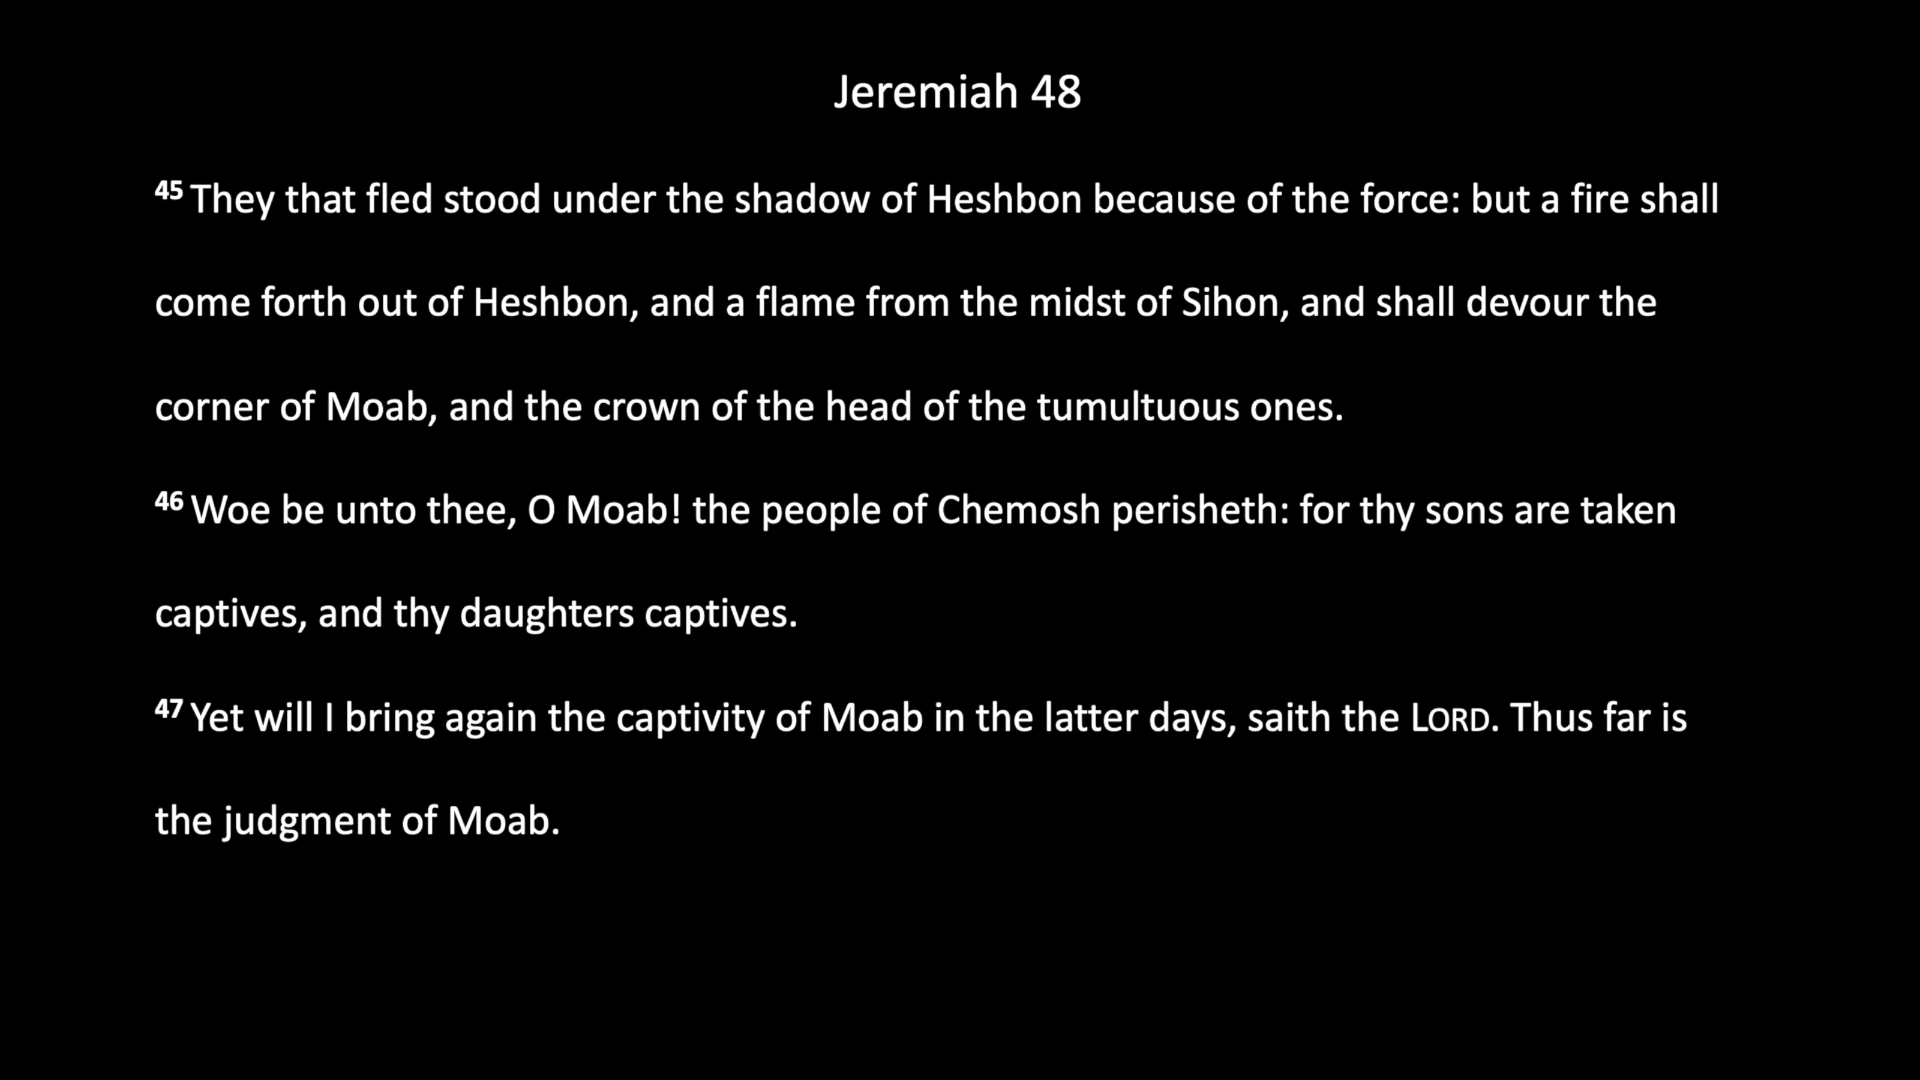 Jeremiah 48
45 They that fled stood under the shadow of Heshbon because of the force: but a fire shall
come forth out of Heshbon, and a flame from the midst of Sihon, and shall devour the
corner of Moab, and the crown of the head of the tumultuous ones.
46 Woe be unto thee, O Moab! the people of Chemosh perisheth: for thy sons are taken
captives, and thy daughters captives.
47 Yet will I bring again the captivity of Moab in the latter days, saith the LORD. Thus far is
the judgment of Moab.